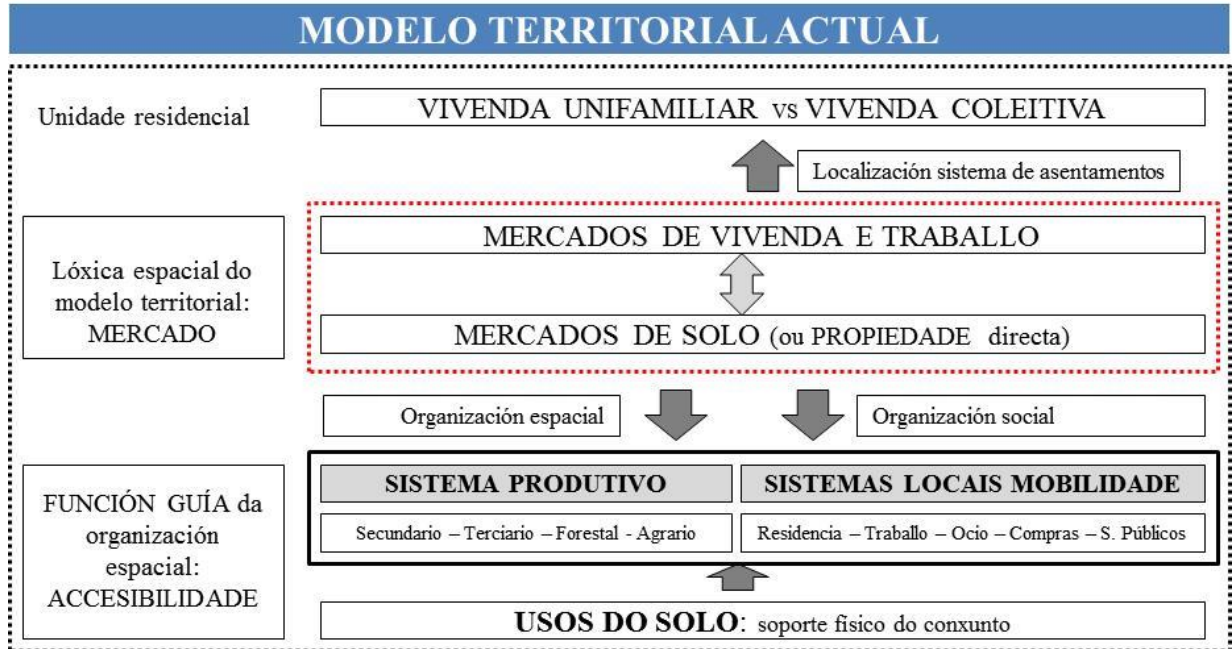 MODELO TERRITORIAL ACTUAL
Unidade residencial
VIVENDA UNIFAMILIAR vs VIVENDA COLEITIVA
Localización sistema de asentamentos
Lóxica espacial do
modelo territorial:
MERCADO
MERCADOS DE VIVENDA E TRABALLO
MERCADOS DE SOLO (ou PROPIEDADE directa)
Organización espacial
Organización social
FUNCIÓN GUÍA da
organización
espacial:
ACCESIBILIDADE
SISTEMA PRODUTIVO
SISTEMAS LOCAIS MOBILIDADE
Secundario – Terciario – Forestal - Agrario
Residencia – Traballo – Ocio – Compras – S. Públicos
USOS DO SOLO: soporte físico do conxunto